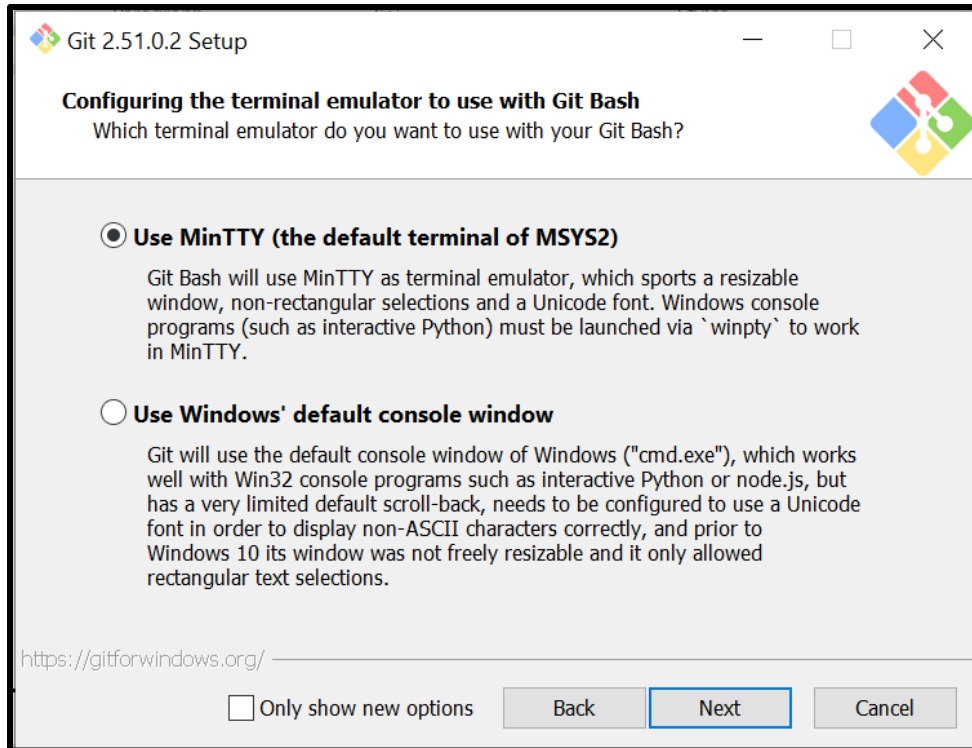 Git 2.51.0.2 Setup
Configuring the terminal emulator to use with Git Bash
Which terminal emulator do you want to use with your Git Bash?
Use MinTTY (the default terminal of MSYS2)
Git Bash will use MinTTY as terminal emulator, which sports a resizable
window, non-rectangular selections and a Unicode font. Windows console
programs (such as interactive Python) must be launched via `winpty` to work
in MinTTY.
Use Windows' default console window
Git will use the default console window of Windows ("cmd.exe"), which works
well with Win32 console programs such as interactive Python or node.js, but
has a very limited default scroll-back, needs to be configured to use a Unicode
font in order to display non-ASCII characters correctly, and prior to
Windows 10 its window was not freely resizable and it only allowed
rectangular text selections.
https://gitforwindows.org/
Only show new options Back Next Cancel